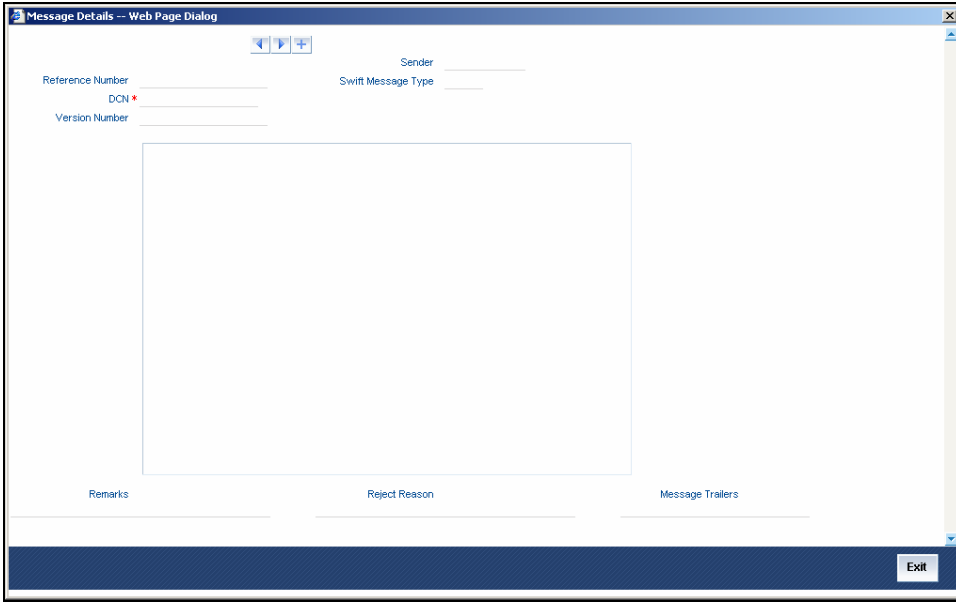 Message Details -- Web Page Dialog
Sender
Reference Number
Swift Message Type
DCN *
Version Number
Remarks
Reject Reason
Message Trailers
Exit